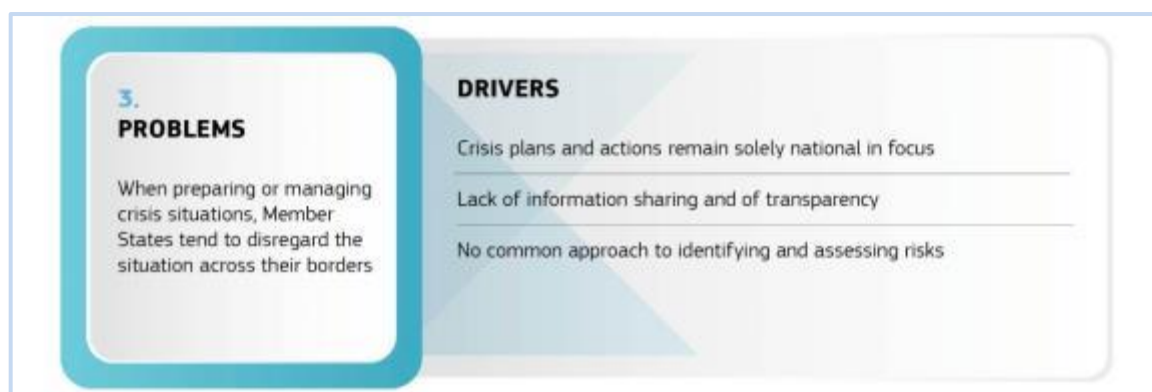 3.
PROBLEMS
When preparing or managing
crisis situations, Member
States tend to disregard the
situation across their borders
DRIVERS
Crisis plans and actions remain solely national in focus
Lack of information sharing and of transparency
No common approach to identifying and assessing risks